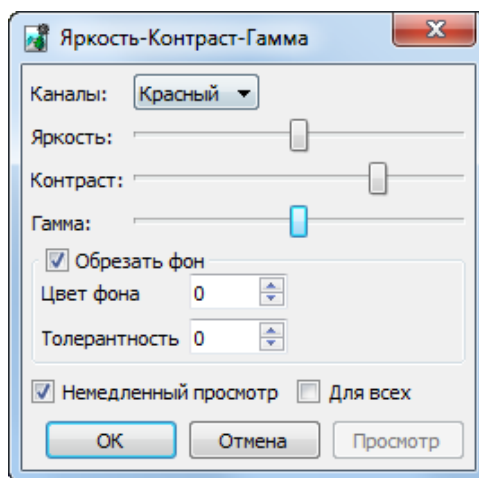 Яркость-Контраст-Гамма
Каналы: Красный
Яркость:
Контраст:
Гамма:
Обрезать фон
Цвет фона 0
Толерантность 0
Немедленный просмотр Для всех
ОК Отмена Просмотр